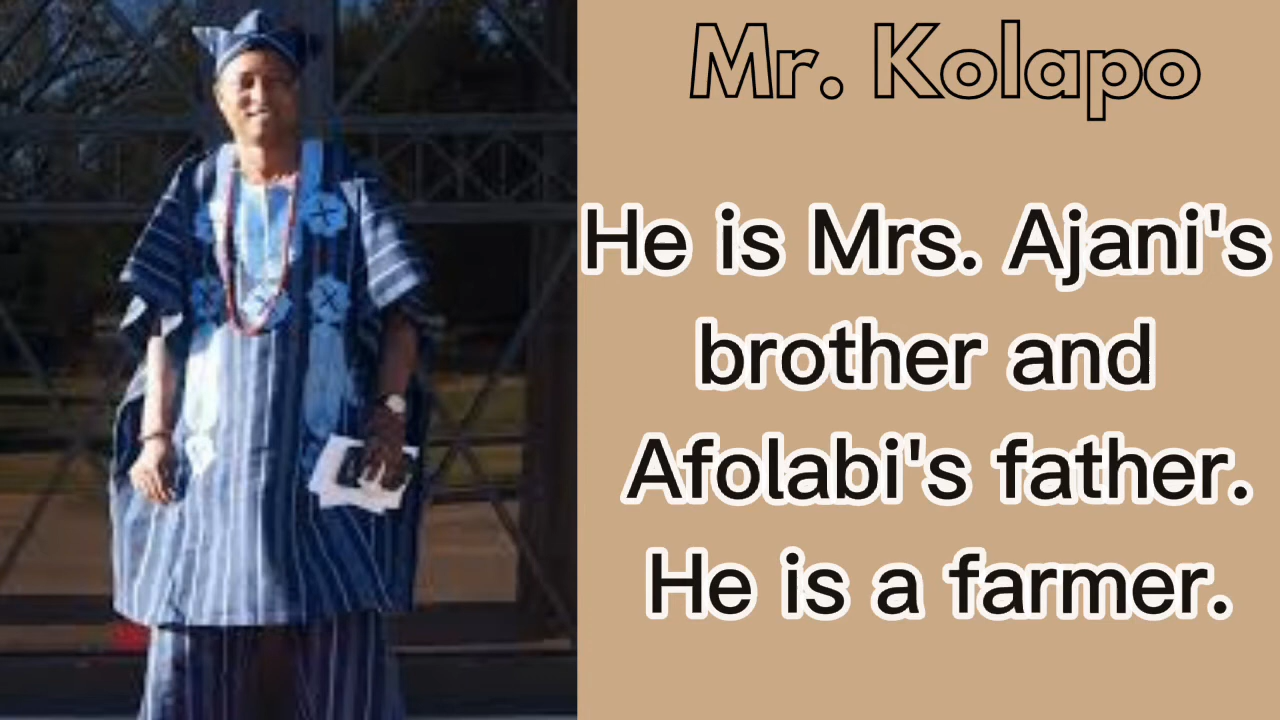 Mr. Kolapo
He is Mrs. Ajani's
brother and
Afolabi's father.
He is a farmer.